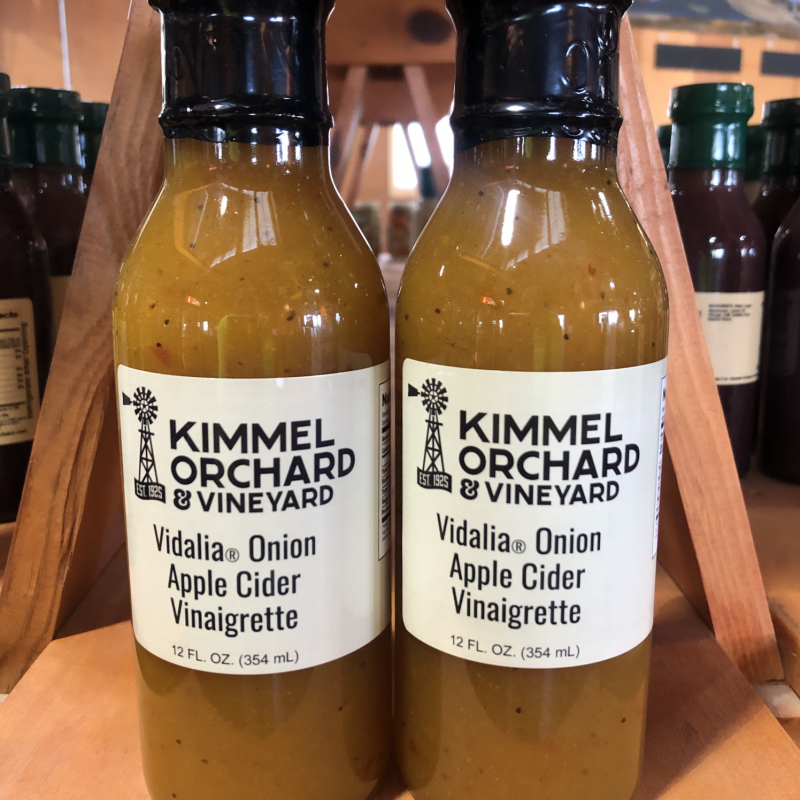 EST. 1925
KIMMEL
ORCHARD
& VINEYARD
Vidalia® Onion
Apple Cider
Vinaigrette
12 FL. OZ. (354 mL)
EST. 1925
KIMMEL
ORCHARD
& VINEYARD
Vidalia® Onion
Apple Cider
Vinaigrette
12 FL. OZ. (354 mL)